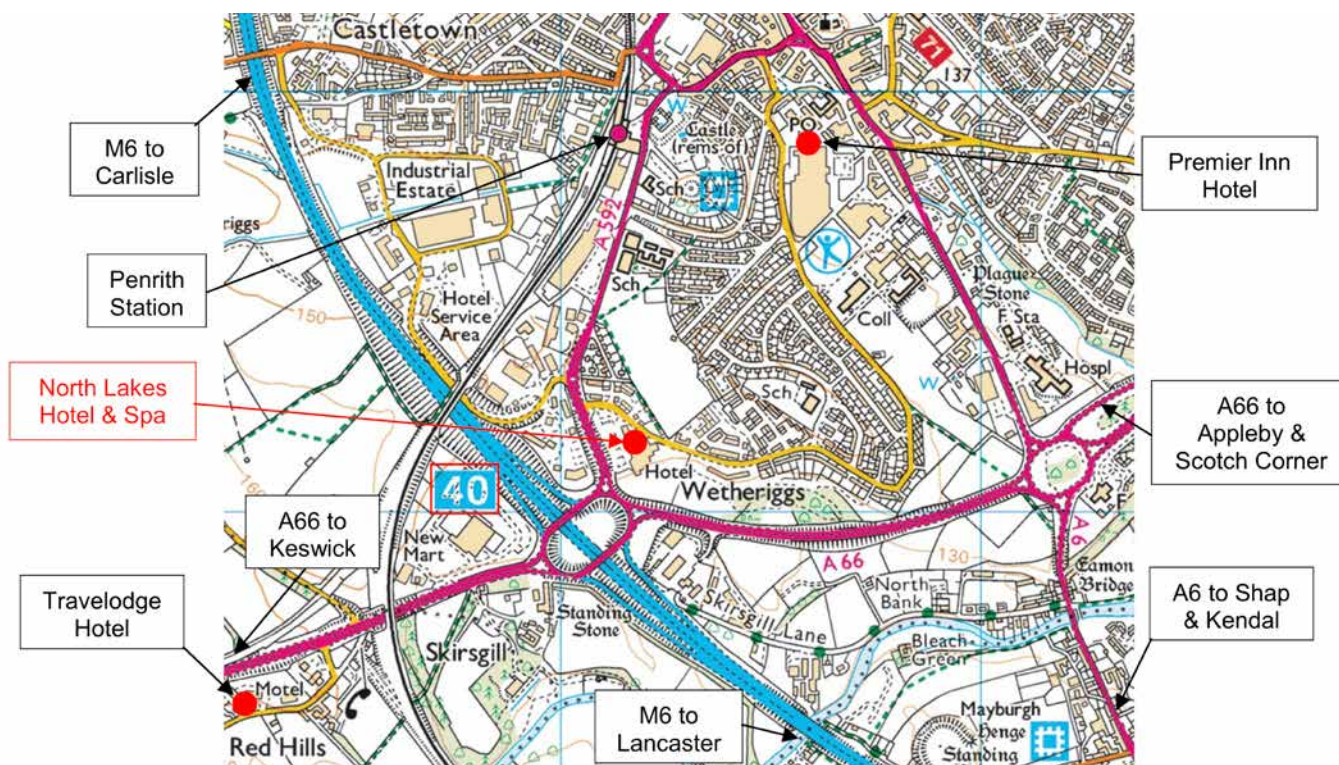 Castletown
71
137
M6 to
Carlisle
PO
Castle
(rems of)
W
Premier Inn
Hotel
Industrial
Estate
Sch
A 592
riggs
Penrith
Station
Sch
Plague
Stone
F Sta
Coll
Hotel
Service
Area
150
Hospl
W
Sch
North Lakes
Hotel & Spa
A66 to
Appleby &
Scotch Corner
Hotel
Wetheriggs
40
160
A66 to
Keswick
New
Mart
F
A 6
A 66
130
Eamont
Bridge
North
Bank
A6 to Shap
& Kendal
Travelodge
Hotel
Standing
Stone
Skirsgill Lane
Bleach
Green
Skirsgill
Motel
M6 to
Lancaster
Mayburgh
Henge
Standing
Red Hills